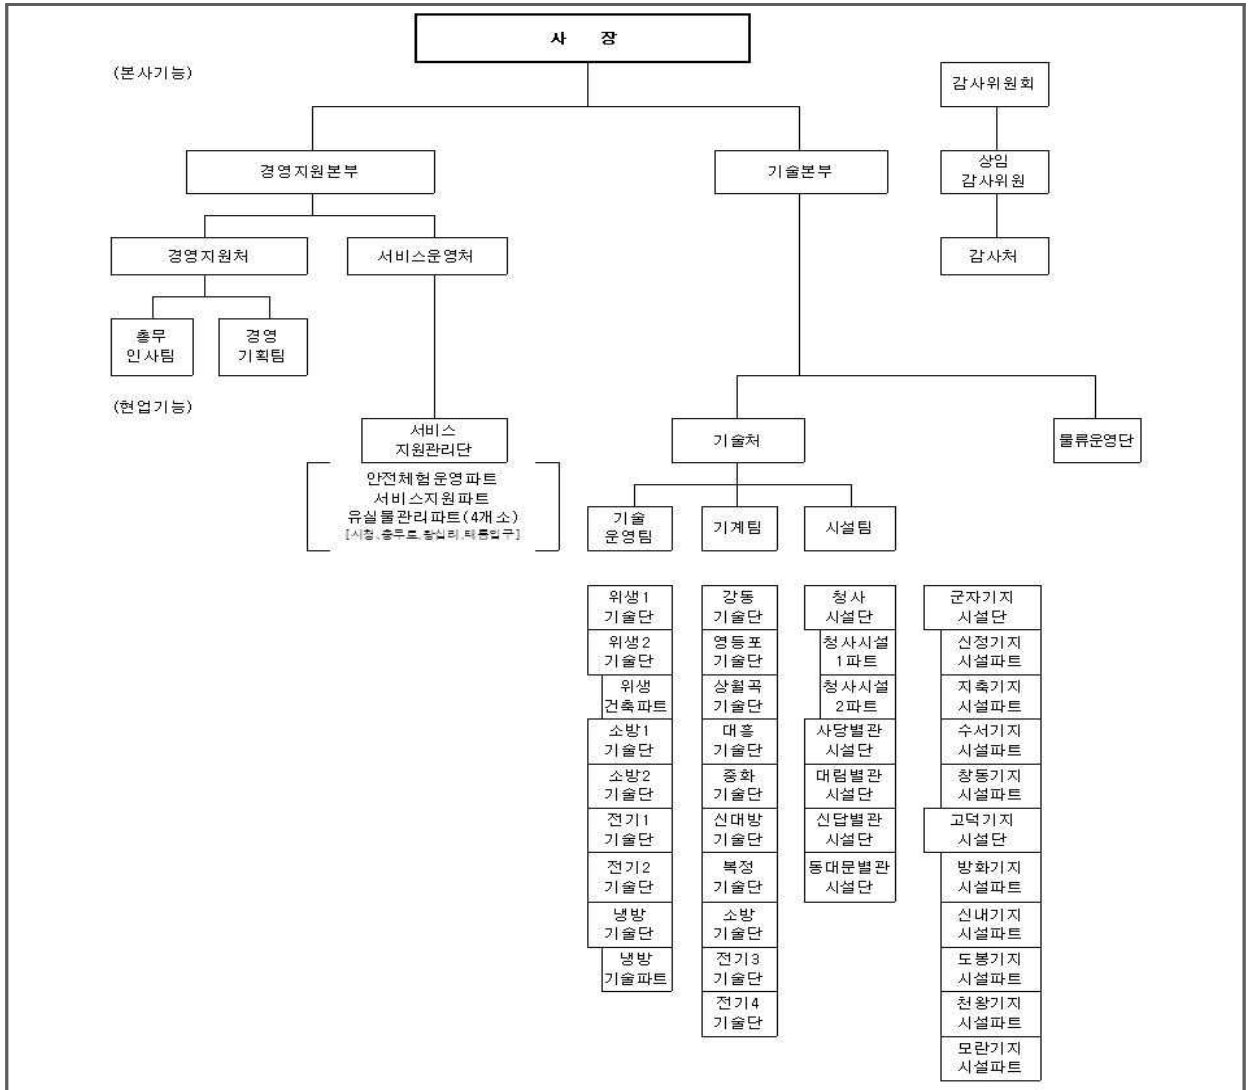 사 장
(본사기능)
감사위원회
경영지원본부
기술본부
상임
감사위원
경영지원처
서비스운영처
감사처
총무
인사팀
경영
기획팀
(현업기능)
서비스
지원관리단
기술처
물류운영단
안전체험운영파트
서비스지원파트
유실물관리파트(4개소)
[시청,충무로,왕십리,태릉입구]
기술
운영팀
기계팀
시설팀
위생1
기술단
위생2
기술단
위생
건축파트
소방1
기술단
소방2
기술단
전기1
기술단
전기2
기술단
냉방
기술단
냉방
기술파트
강동
기술단
영등포
기술단
상월곡
기술단
대흥
기술단
중화
기술단
신대방
기술단
복정
기술단
소방
기술단
전기3
기술단
전기4
기술단
청사
시설단
청사시설
1파트
청사시설
2파트
사당별관
시설단
대림별관
시설단
신답별관
시설단
동대문별관
시설단
군자기지
시설단
신정기지
시설파트
지축기지
시설파트
수서기지
시설파트
창동기지
시설파트
고덕기지
시설단
방화기지
시설파트
신내기지
시설파트
도봉기지
시설파트
천왕기지
시설파트
모란기지
시설파트